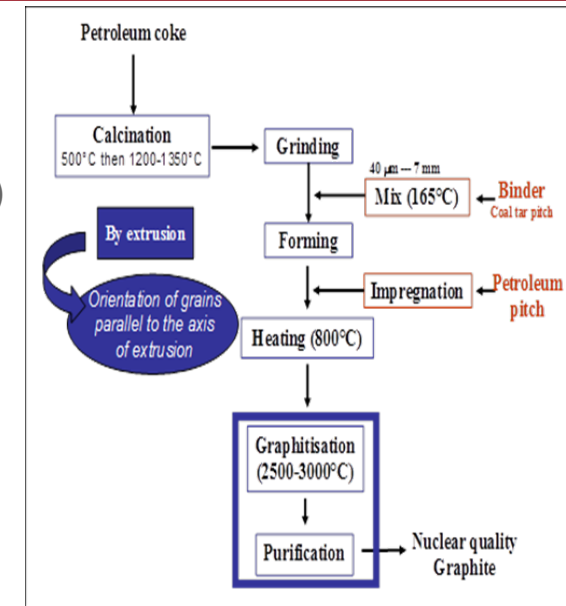 Petroleum coke
Calcination
500°C then 1200-1350°C
Grinding
40 µm --- 7 mm
Mix (165°C)
Binder
Coal tar pitch
By extrusion
Forming
Orientation of grains
parallel to the axis
of extrusion
Impregnation
Petroleum
pitch
Heating (800°C)
Graphitisation
(2500-3000°C)
Purification
Nuclear quality
Graphite